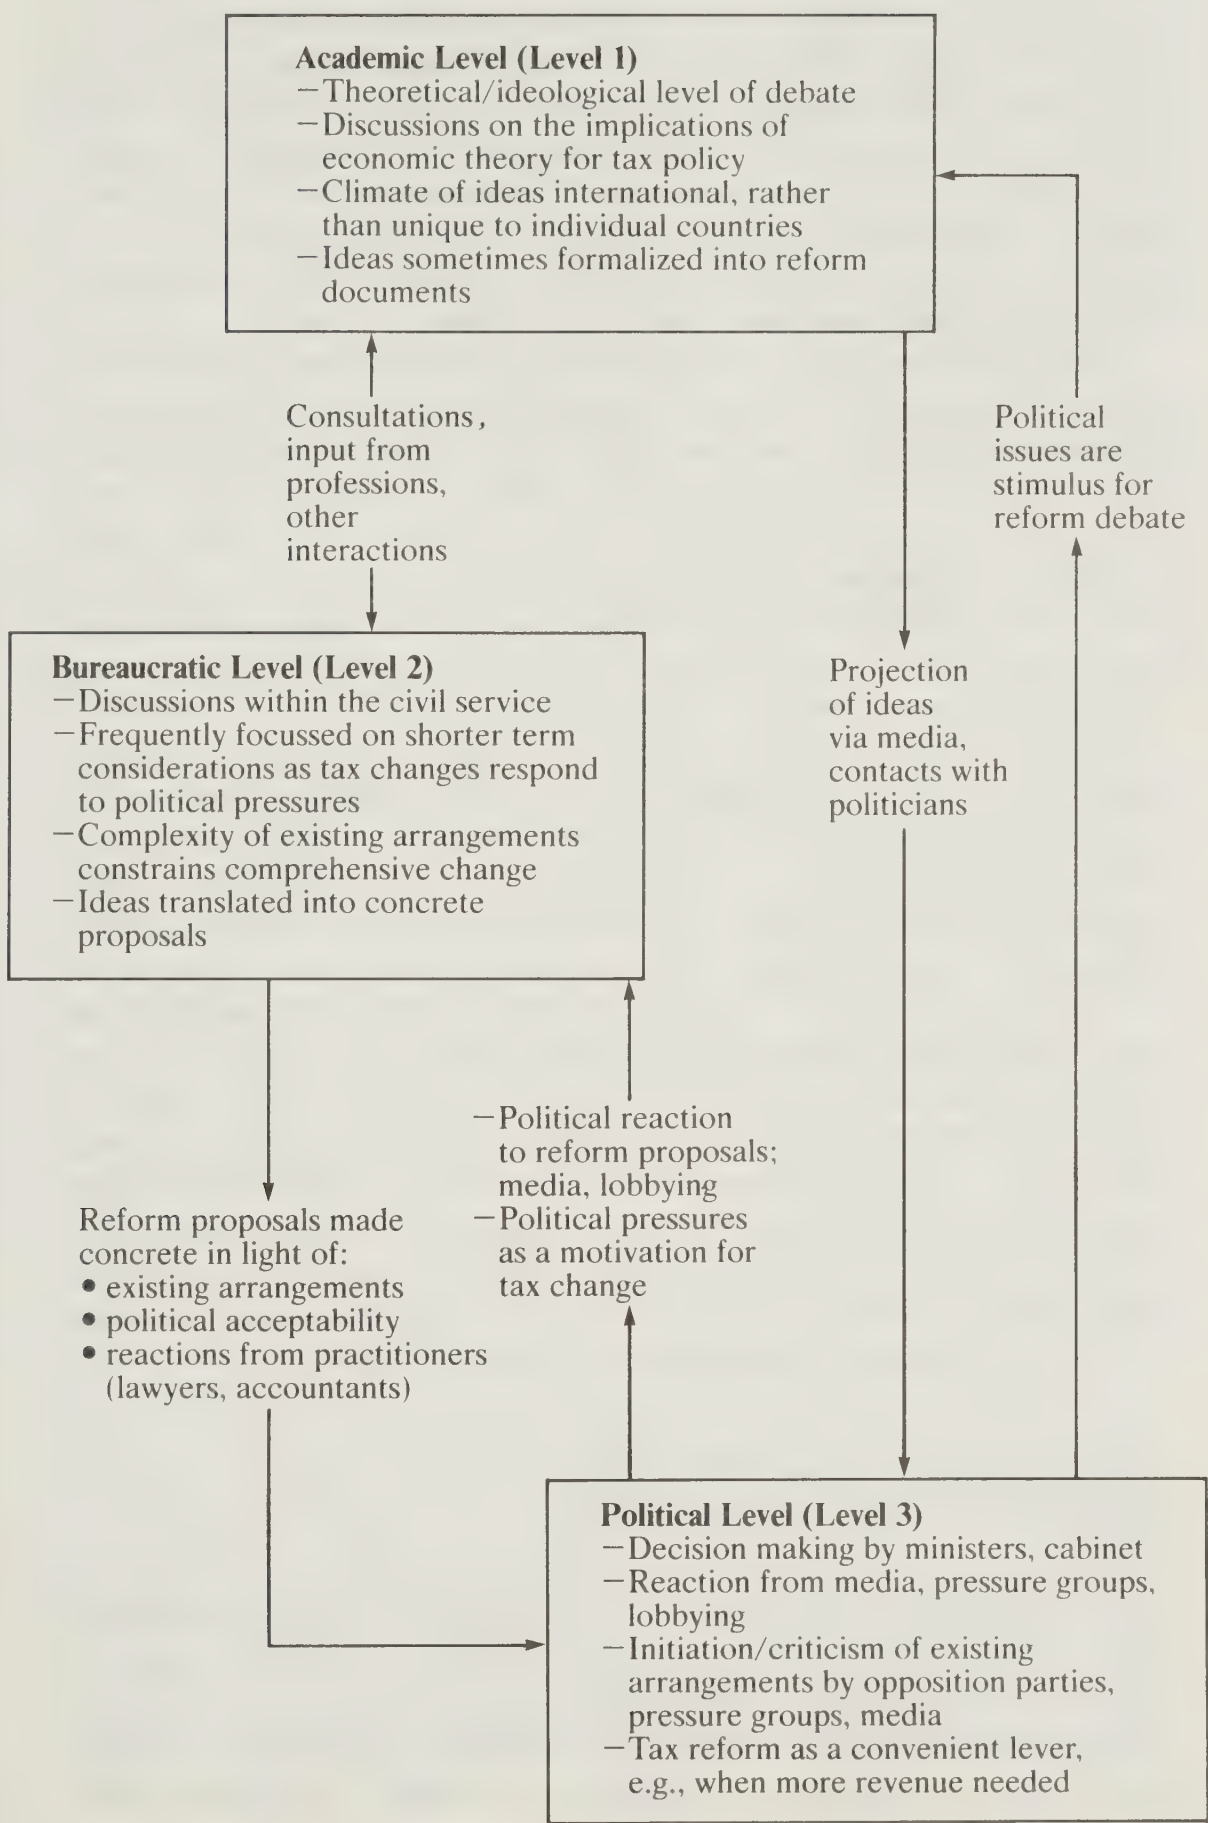 Academic Level (Level 1)
—Theoretical/ideological level of debate
—Discussions on the implications of
economic theory for tax policy
—Climate of ideas international, rather
than unique to individual countries
—Ideas sometimes formalized into reform
documents
Consultations,
input from
professions,
other
interactions
Political
issues are
stimulus for
reform debate
Bureaucratic Level (Level 2)
—Discussions within the civil service
—Frequently focussed on shorter term
considerations as tax changes respond
to political pressures
—Complexity of existing arrangements
constrains comprehensive change
—Ideas translated into concrete
proposals
Projection
of ideas
via media,
contacts with
politicians
Reform proposals made
concrete in light of:
• existing arrangements
• political acceptability
• reactions from practitioners
(lawyers, accountants)
—Political reaction
to reform proposals;
media, lobbying
—Political pressures
as a motivation for
tax change
Political Level (Level 3)
—Decision making by ministers, cabinet
—Reaction from media, pressure groups,
lobbying
—Initiation/criticism of existing
arrangements by opposition parties,
pressure groups, media
—Tax reform as a convenient lever,
e.g., when more revenue needed